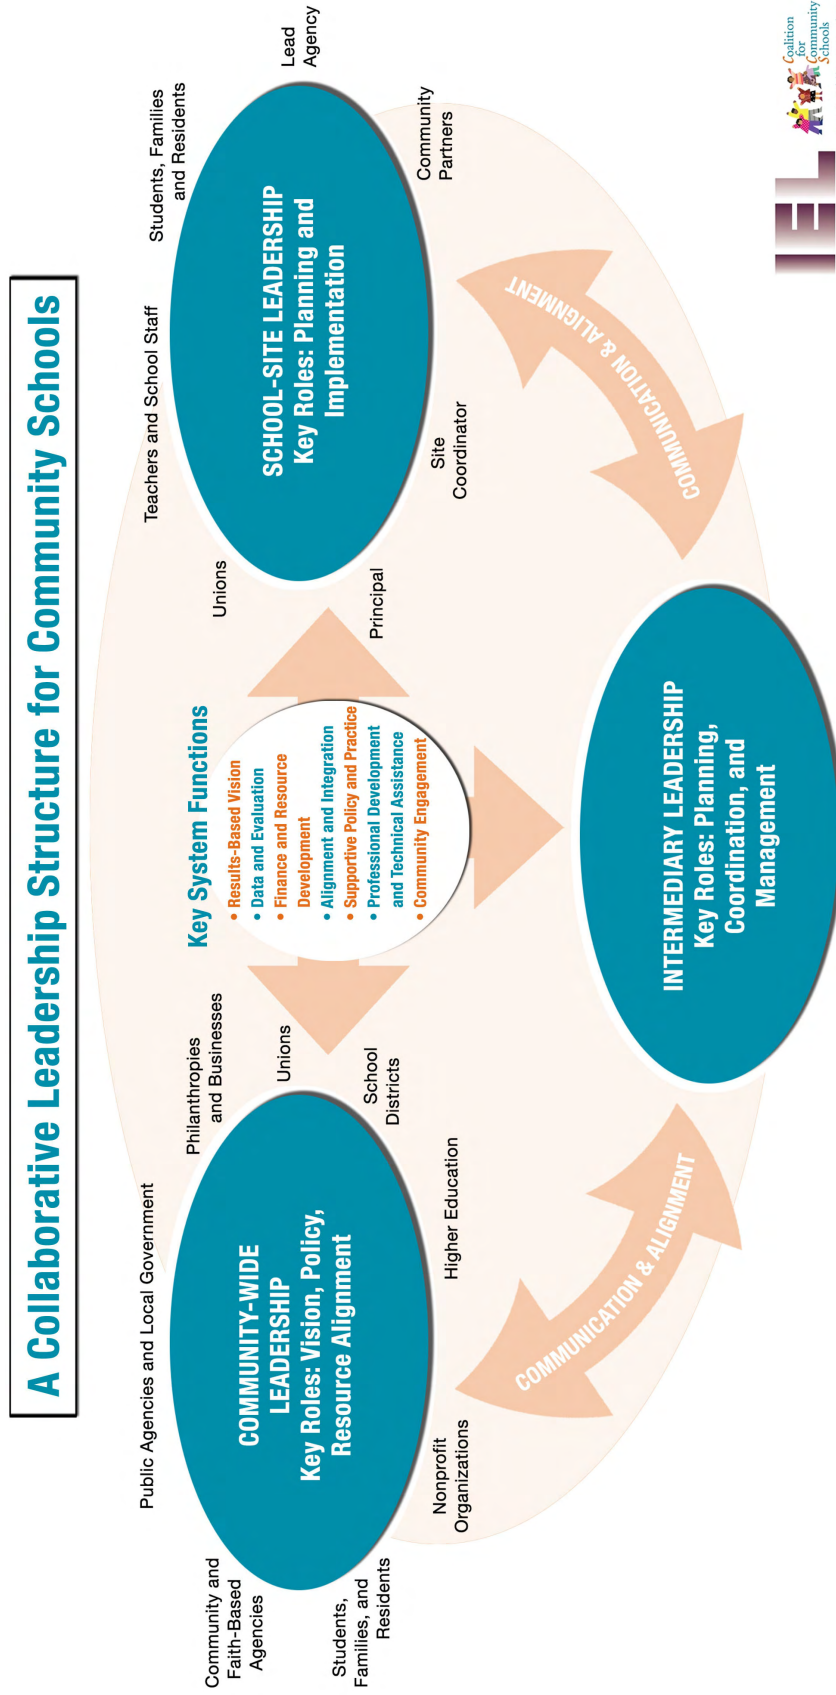 A Collaborative Leadership Structure for Community Schools
Public Agencies and Local Government
Philanthropies
and Businesses
Unions
School
Districts
Higher Education
Nonprofit
Organizations
Students,
Families, and
Residents
Community and
Faith-Based
Agencies
COMMUNITY-WIDE
LEADERSHIP
Key Roles: Vision, Policy,
Resource Alignment
Key System Functions
• Results-Based Vision
• Data and Evaluation
• Finance and Resource
Development
• Alignment and Integration
• Supportive Policy and Practice
• Professional Development
and Technical Assistance
• Community Engagement
Teachers and School Staff
Students, Families
and Residents
Lead
Agency
Community
Partners
Site
Coordinator
Principal
Unions
SCHOOL-SITE LEADERSHIP
Key Roles: Planning and
Implementation
COMMUNICATION & ALIGNMENT
COMMUNICATION & ALIGNMENT
INTERMEDIARY LEADERSHIP
Key Roles: Planning,
Coordination, and
Management
IEL
Coalition
for
Community
Schools